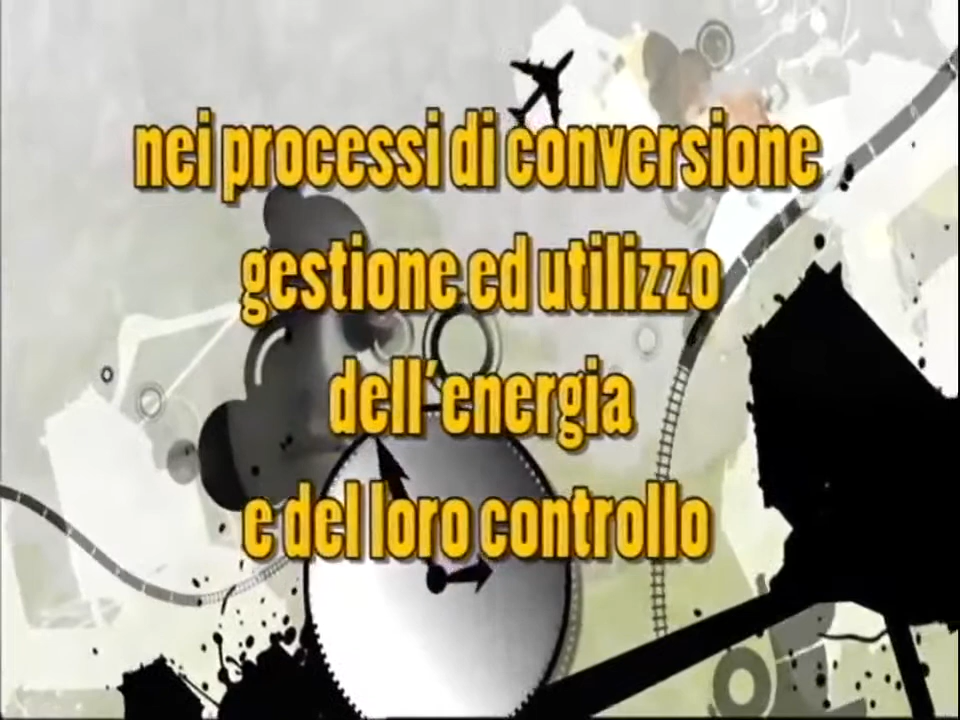 nei processi di conversione
gestione ed utilizzo
dell'energia
e del loro controllo